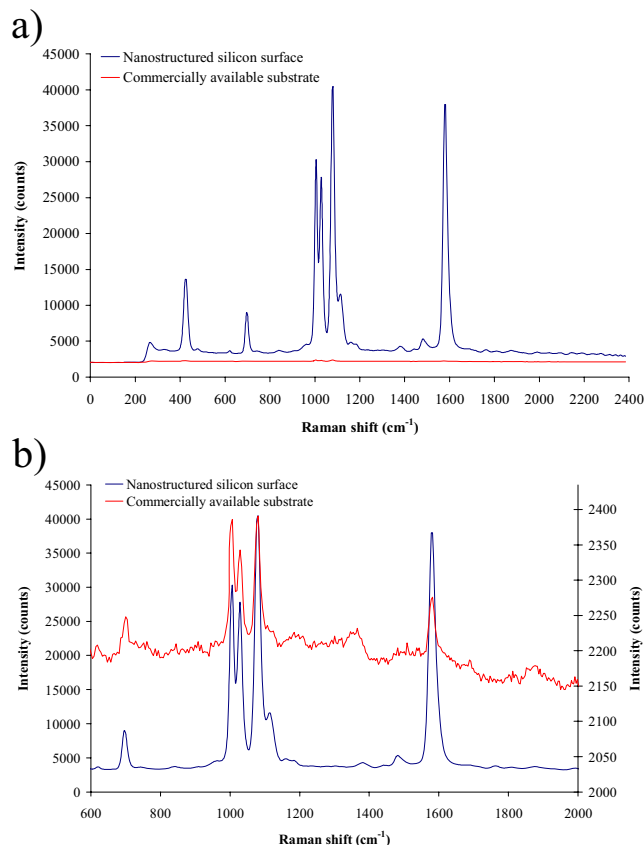 a)
Nanostructured silicon surface
Commercially available substrate
45000
40000
35000
30000
25000
20000
15000
10000
5000
0
Intensity (counts)
0 200 400 600 800 1000 1200 1400 1600 1800 2000 2200 2400
Raman shift (cm-1)
b)
Nanostructured silicon surface
Commercially available substrate
45000
40000
35000
30000
25000
20000
15000
10000
5000
0
Intensity (counts)
2400
2350
2300
2250
2200
2150
2100
2050
2000
Intensity (counts)
600 800 1000 1200 1400 1600 1800 2000
Raman shift (cm-1)